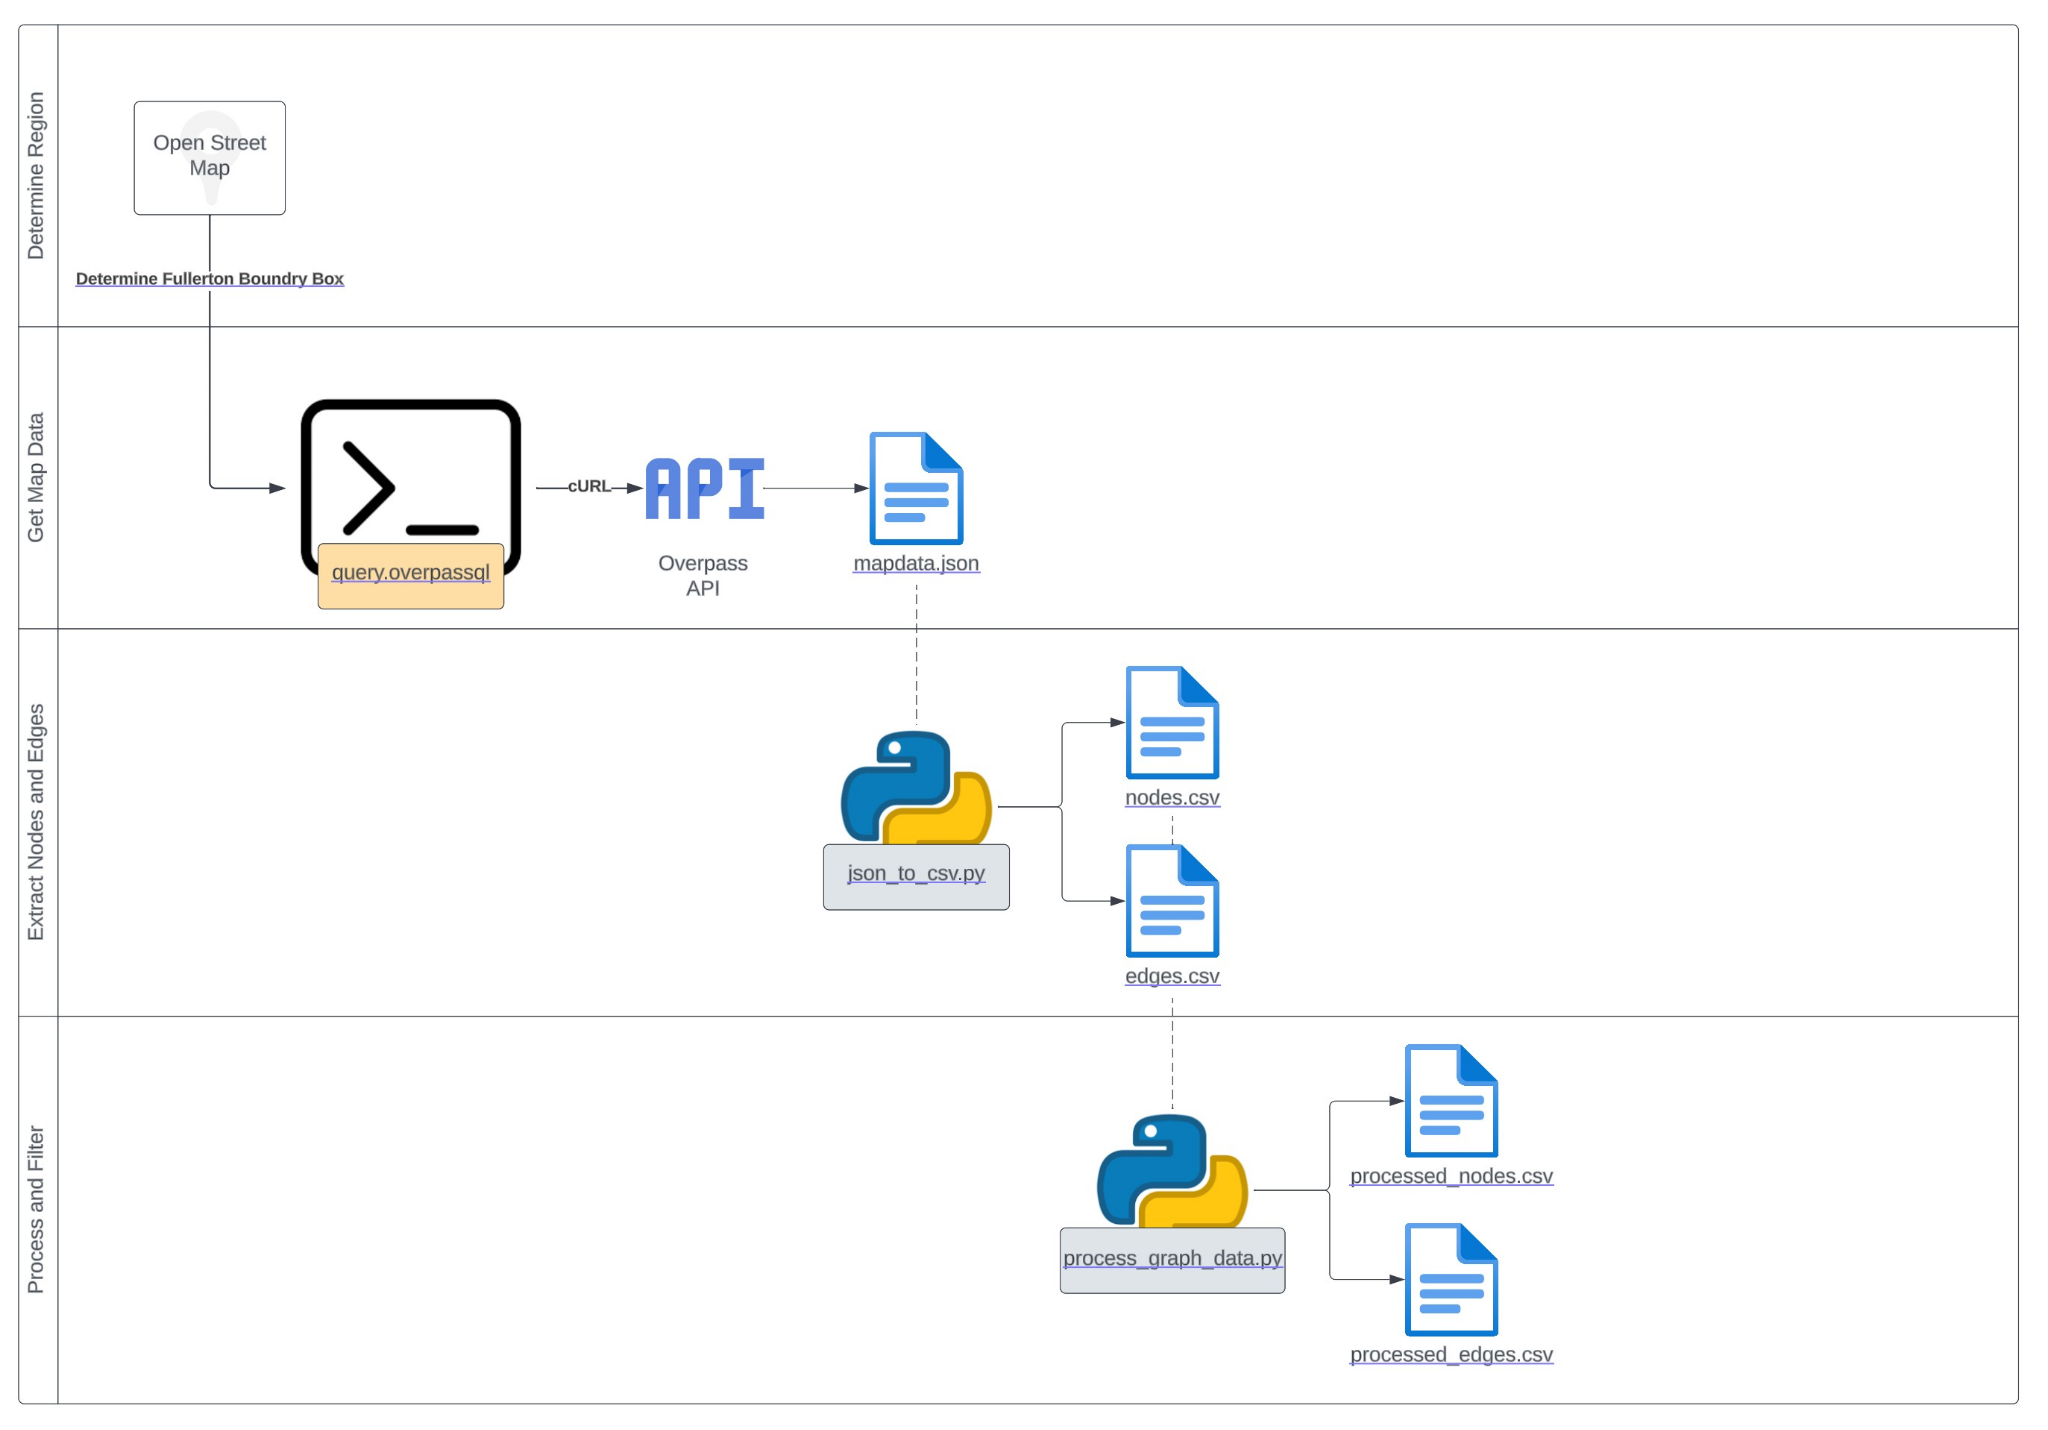 Determine Region
Open Street
Map
Determine Fullerton Boundry Box
Get Map Data
query.overpassql
cURL
API
Overpass
API
mapdata.json
Extract Nodes and Edges
json_to_csv.py
nodes.csv
edges.csv
Process and Filter
process_graph_data.py
processed_nodes.csv
processed_edges.csv